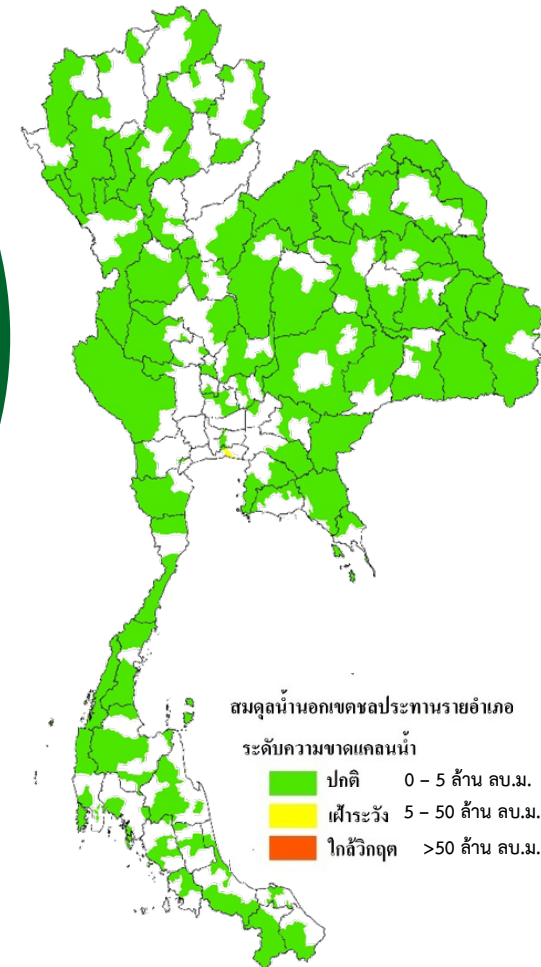 สมดุลน้ำนอกเขตชลประทานรายอำเภอ
ระดับความขาดแคลนน้ำ
ปกติ 0 – 5 ล้าน ลบ.ม.
เฝ้าระวัง 5 – 50 ล้าน ลบ.ม.
ใกล้วิกฤต >50 ล้าน ลบ.ม.